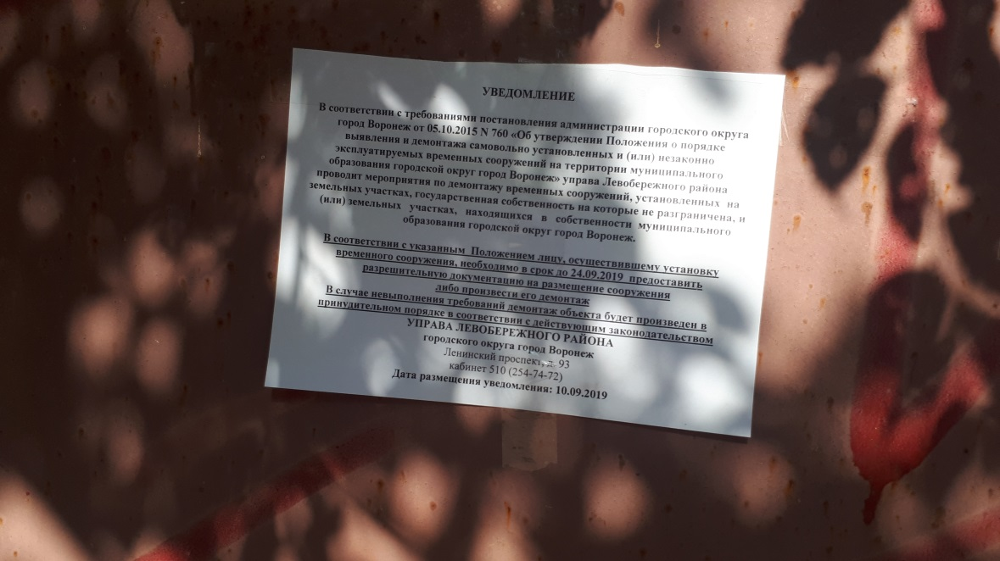 УВЕДОМЛЕНИЕ
В соответствии с требованиями постановления администрации городского округа
город Воронеж от 05.10.2015 N 760 «Об утверждении Положения о порядке
выявления и демонтажа самовольно установленных и (или) незаконно
эксплуатируемых временных сооружений на территории муниципального
образования городской округ город Воронеж» управа Левобережного района
проводит мероприятия по демонтажу временных сооружений, установленных на
земельных участках, государственная собственность на которые не разграничена, и
(или) земельных участках, находящихся в собственности муниципального
образования городской округ город Воронеж.
В соответствии с указанным Положением лицу, осуществившему установку
временного сооружения, необходимо в срок до 24.09.2019 предоставить
разрешительную документацию на размещение сооружения
либо произвести его демонтаж
В случае невыполнения требований демонтаж объекта будет произведен в
принудительном порядке в соответствии с действующим законодательством
УПРАВА ЛЕВОБЕРЕЖНОГО РАЙОНА
городского округа город Воронеж
Ленинский проспект, д. 93
кабинет 510 (254-74-72)
Дата размещения уведомления: 10.09.2019